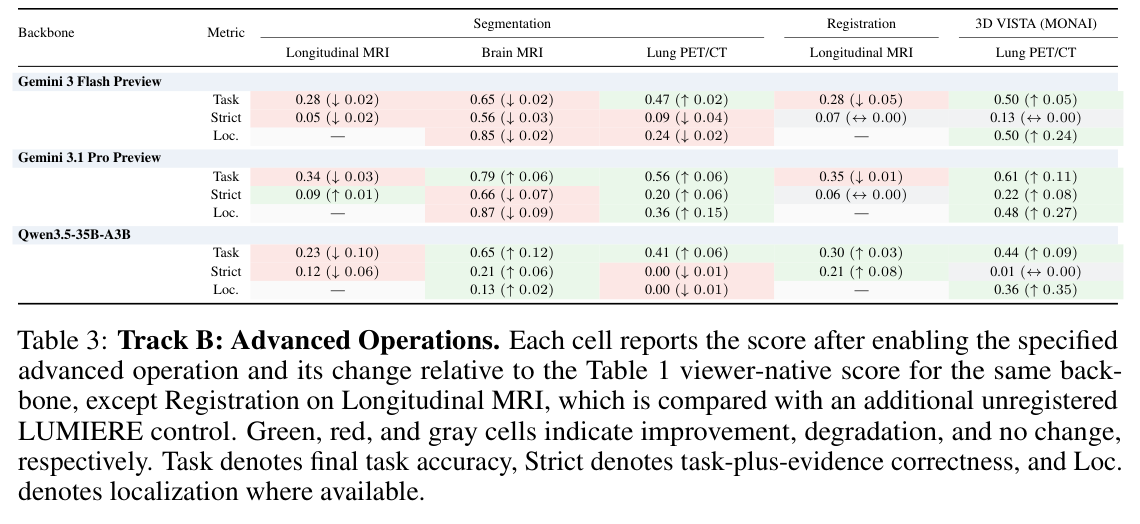 Backbone Metric Segmentation Registration 3D VISTA (MONAI)
Longitudinal MRI Brain MRI Lung PET/CT Longitudinal MRI Lung PET/CT
Gemini 3 Flash Preview
Task 0.28 (↓ 0.02) 0.65 (↓ 0.02) 0.47 (↑ 0.02) 0.28 (↓ 0.05) 0.50 (↑ 0.05)
Strict 0.05 (↓ 0.02) 0.56 (↓ 0.03) 0.09 (↓ 0.04) 0.07 (↔ 0.00) 0.13 (↔ 0.00)
Loc. — 0.85 (↓ 0.02) 0.24 (↓ 0.02) — 0.50 (↑ 0.24)
Gemini 3.1 Pro Preview
Task 0.34 (↓ 0.03) 0.79 (↑ 0.06) 0.56 (↑ 0.06) 0.35 (↓ 0.01) 0.61 (↑ 0.11)
Strict 0.09 (↑ 0.01) 0.66 (↓ 0.07) 0.20 (↑ 0.06) 0.06 (↔ 0.00) 0.22 (↑ 0.08)
Loc. — 0.87 (↓ 0.09) 0.36 (↑ 0.15) — 0.48 (↑ 0.27)
Qwen3.5-35B-A3B
Task 0.23 (↓ 0.10) 0.65 (↑ 0.12) 0.41 (↑ 0.06) 0.30 (↑ 0.03) 0.44 (↑ 0.09)
Strict 0.12 (↓ 0.06) 0.21 (↑ 0.06) 0.00 (↓ 0.01) 0.21 (↑ 0.08) 0.01 (↔ 0.00)
Loc. — 0.13 (↑ 0.02) 0.00 (↓ 0.01) — 0.36 (↑ 0.35)
Table 3: Track B: Advanced Operations. Each cell reports the score after enabling the specified
advanced operation and its change relative to the Table 1 viewer-native score for the same back-
bone, except Registration on Longitudinal MRI, which is compared with an additional unregistered
LUMIERE control. Green, red, and gray cells indicate improvement, degradation, and no change,
respectively. Task denotes final task accuracy, Strict denotes task-plus-evidence correctness, and Loc.
denotes localization where available.